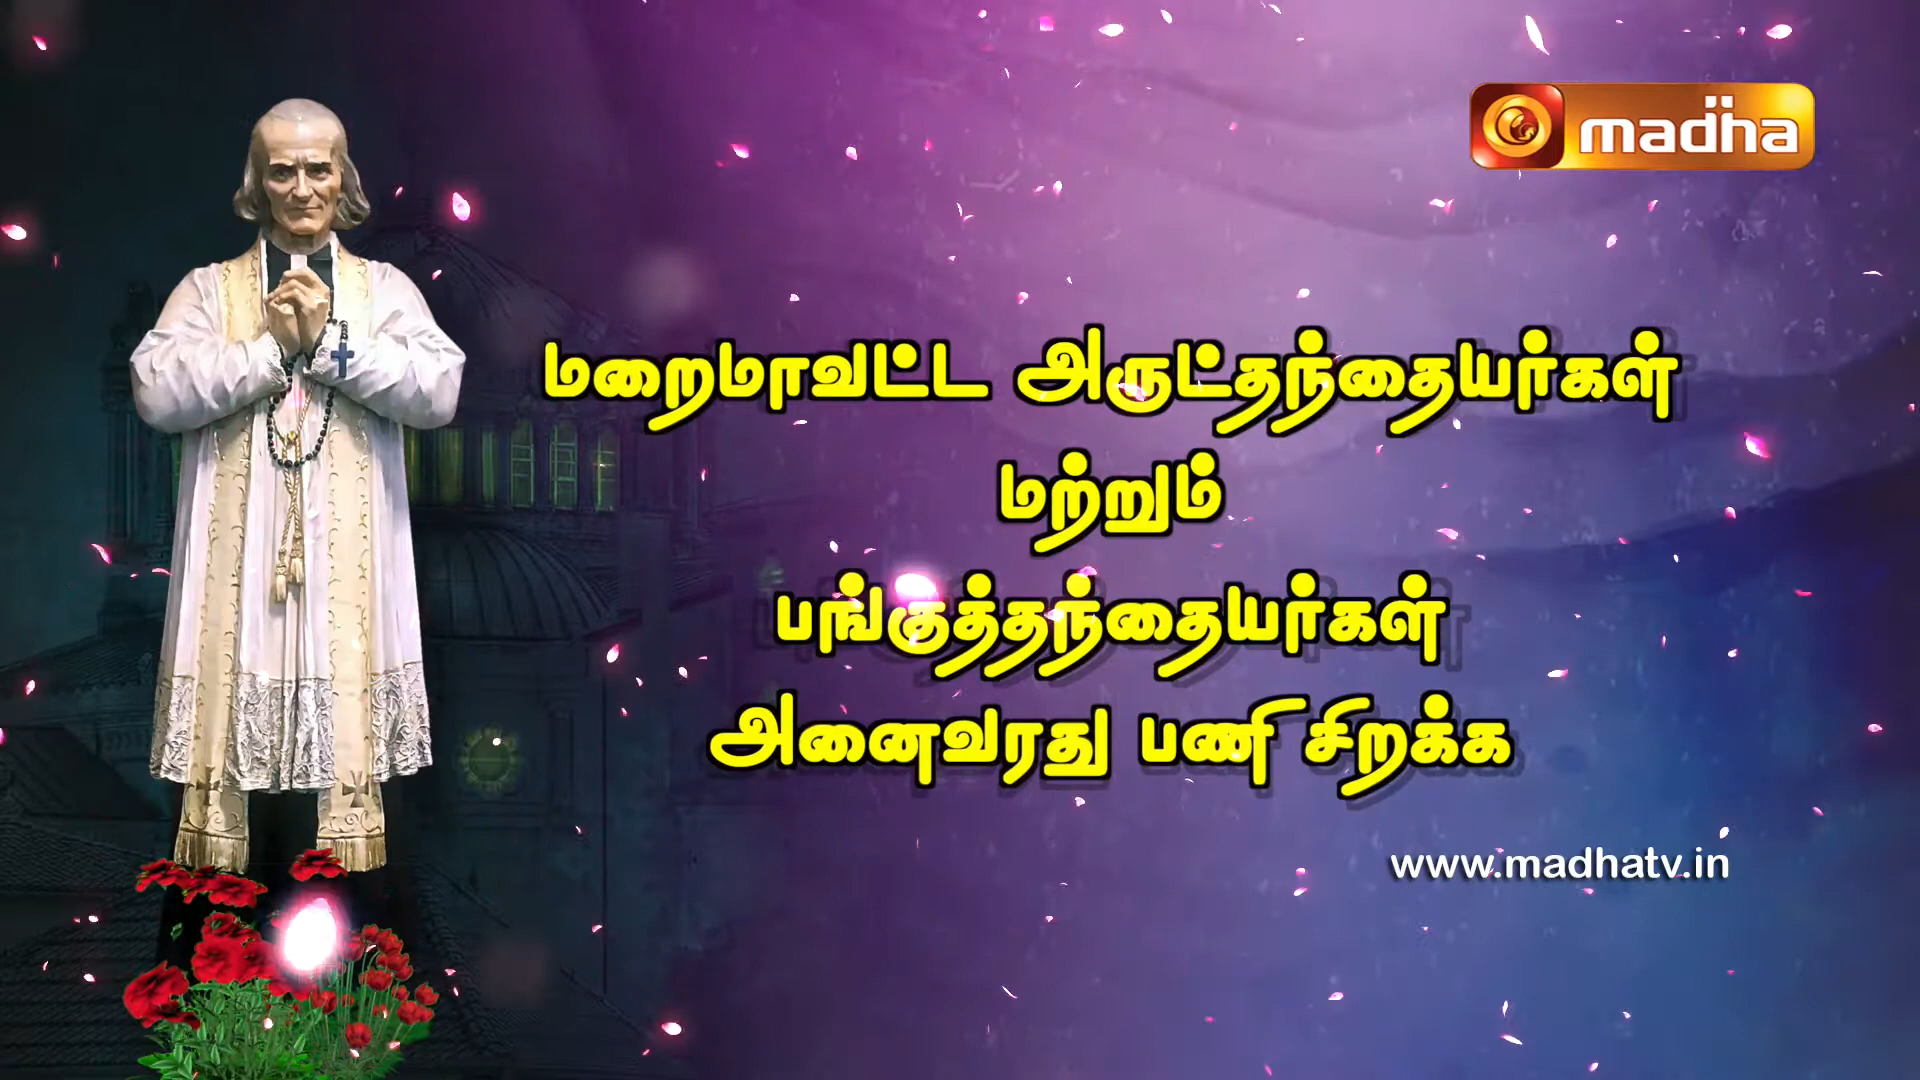 madha
மறைமாவட்ட அருட்தந்தையர்கள்
மற்றும்
பங்குத்தந்தையர்கள்
அனைவரது பணி சிறக்க
www.madhatv.in